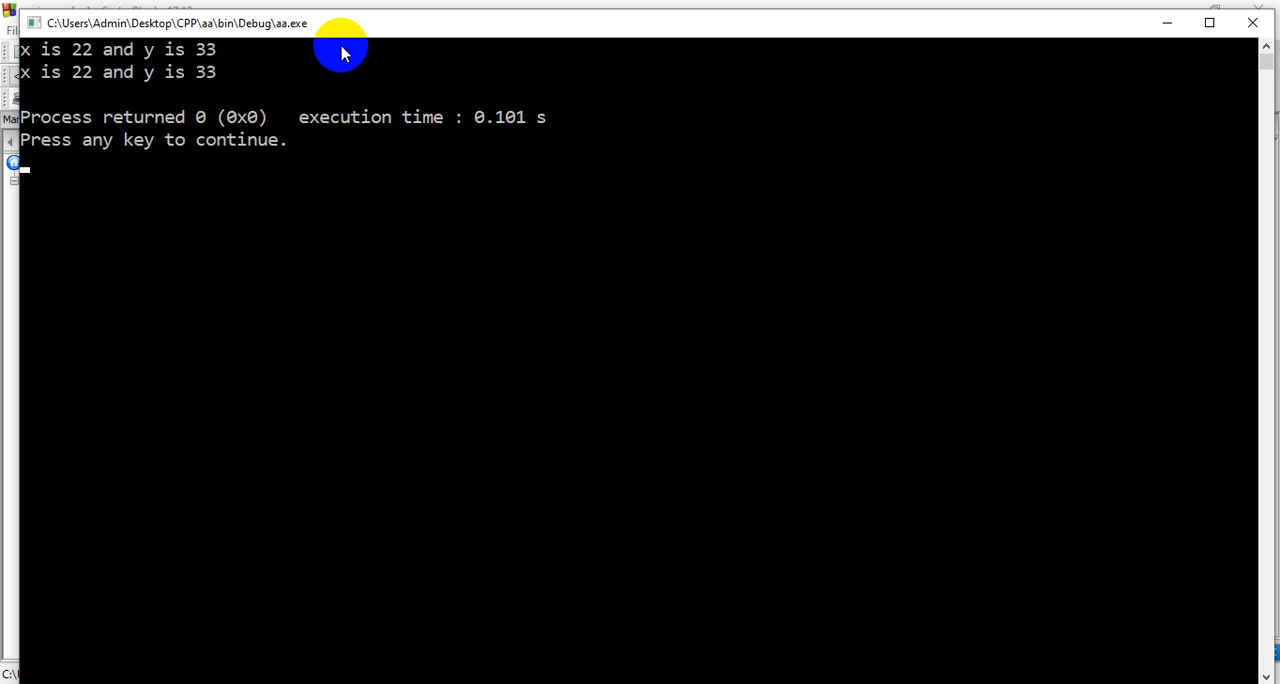 C:\Users\Admin\Desktop\CPP\aa\bin\Debug\aa.exe
x is 22 and y is 33
x is 22 and y is 33
Process returned 0 (0x0)   execution time : 0.101 s
Press any key to continue.